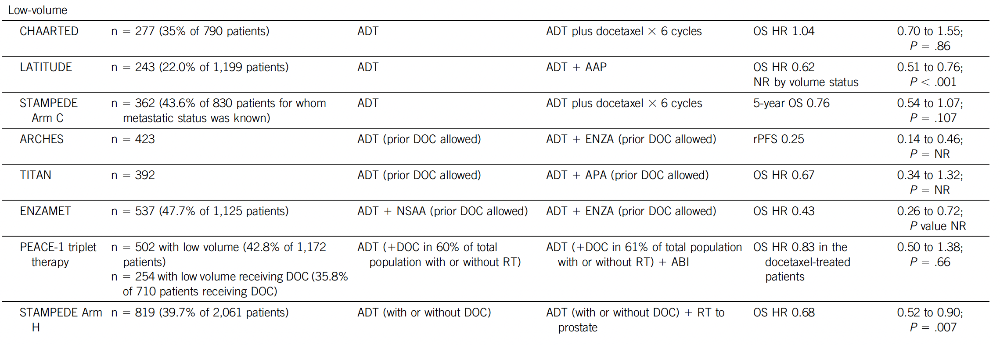 Low-volume
CHAARTED n = 277 (35% of 790 patients) ADT ADT plus docetaxel × 6 cycles OS HR 1.04 0.70 to 1.55;
P = .86
LATITUDE n = 243 (22.0% of 1,199 patients) ADT ADT + AAP OS HR 0.62 0.51 to 0.76;
NR by volume status P < .001
STAMPEDE n = 362 (43.6% of 830 patients for whom ADT ADT plus docetaxel × 6 cycles 5-year OS 0.76 0.54 to 1.07;
Arm C metastatic status was known) P = .107
ARCHES n = 423 ADT (prior DOC allowed) ADT + ENZA (prior DOC allowed) rPFS 0.25 0.14 to 0.46;
P = NR
TITAN n = 392 ADT (prior DOC allowed) ADT + APA (prior DOC allowed) OS HR 0.67 0.34 to 1.32;
P = NR
ENZAMET n = 537 (47.7% of 1,125 patients) ADT + NSAA (prior DOC allowed) ADT + ENZA (prior DOC allowed) OS HR 0.43 0.26 to 0.72;
P value NR
PEACE-1 triplet n = 502 with low volume (42.8% of 1,172 ADT (+DOC in 60% of total ADT (+DOC in 61% of total population OS HR 0.83 in the 0.50 to 1.38;
therapy patients) population with or without RT) with or without RT) + ABI docetaxel-treated P = .66
n = 254 with low volume receiving DOC (35.8% patients
of 710 patients receiving DOC)
STAMPEDE Arm n = 819 (39.7% of 2,061 patients) ADT (with or without DOC) ADT (with or without DOC) + RT to OS HR 0.68 0.52 to 0.90;
H prostate P = .007